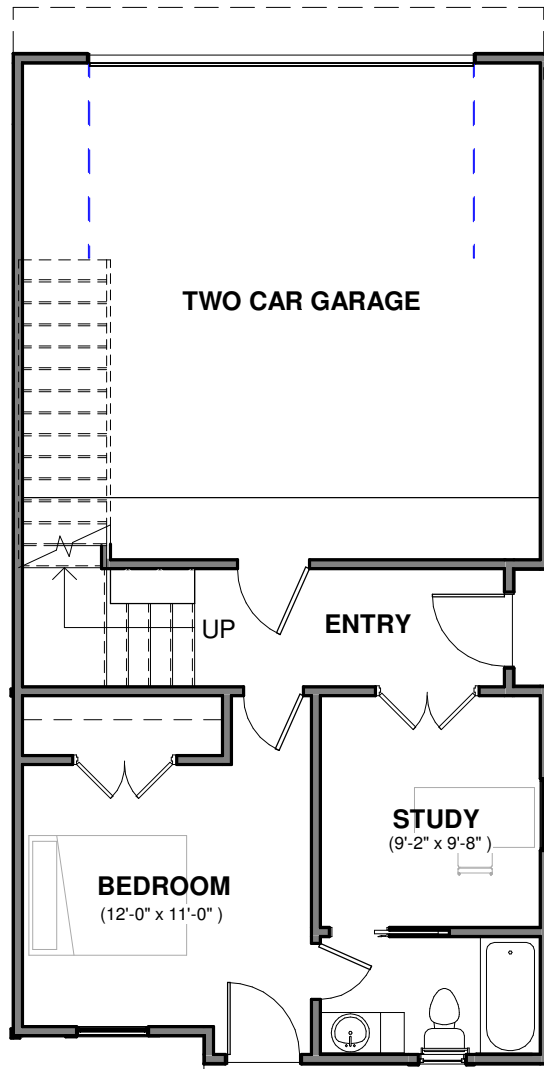 TWO CAR GARAGE
UP
ENTRY
STUDY
(9'-2" x 9'-8" )
BEDROOM
(12'-0" x 11'-0" )